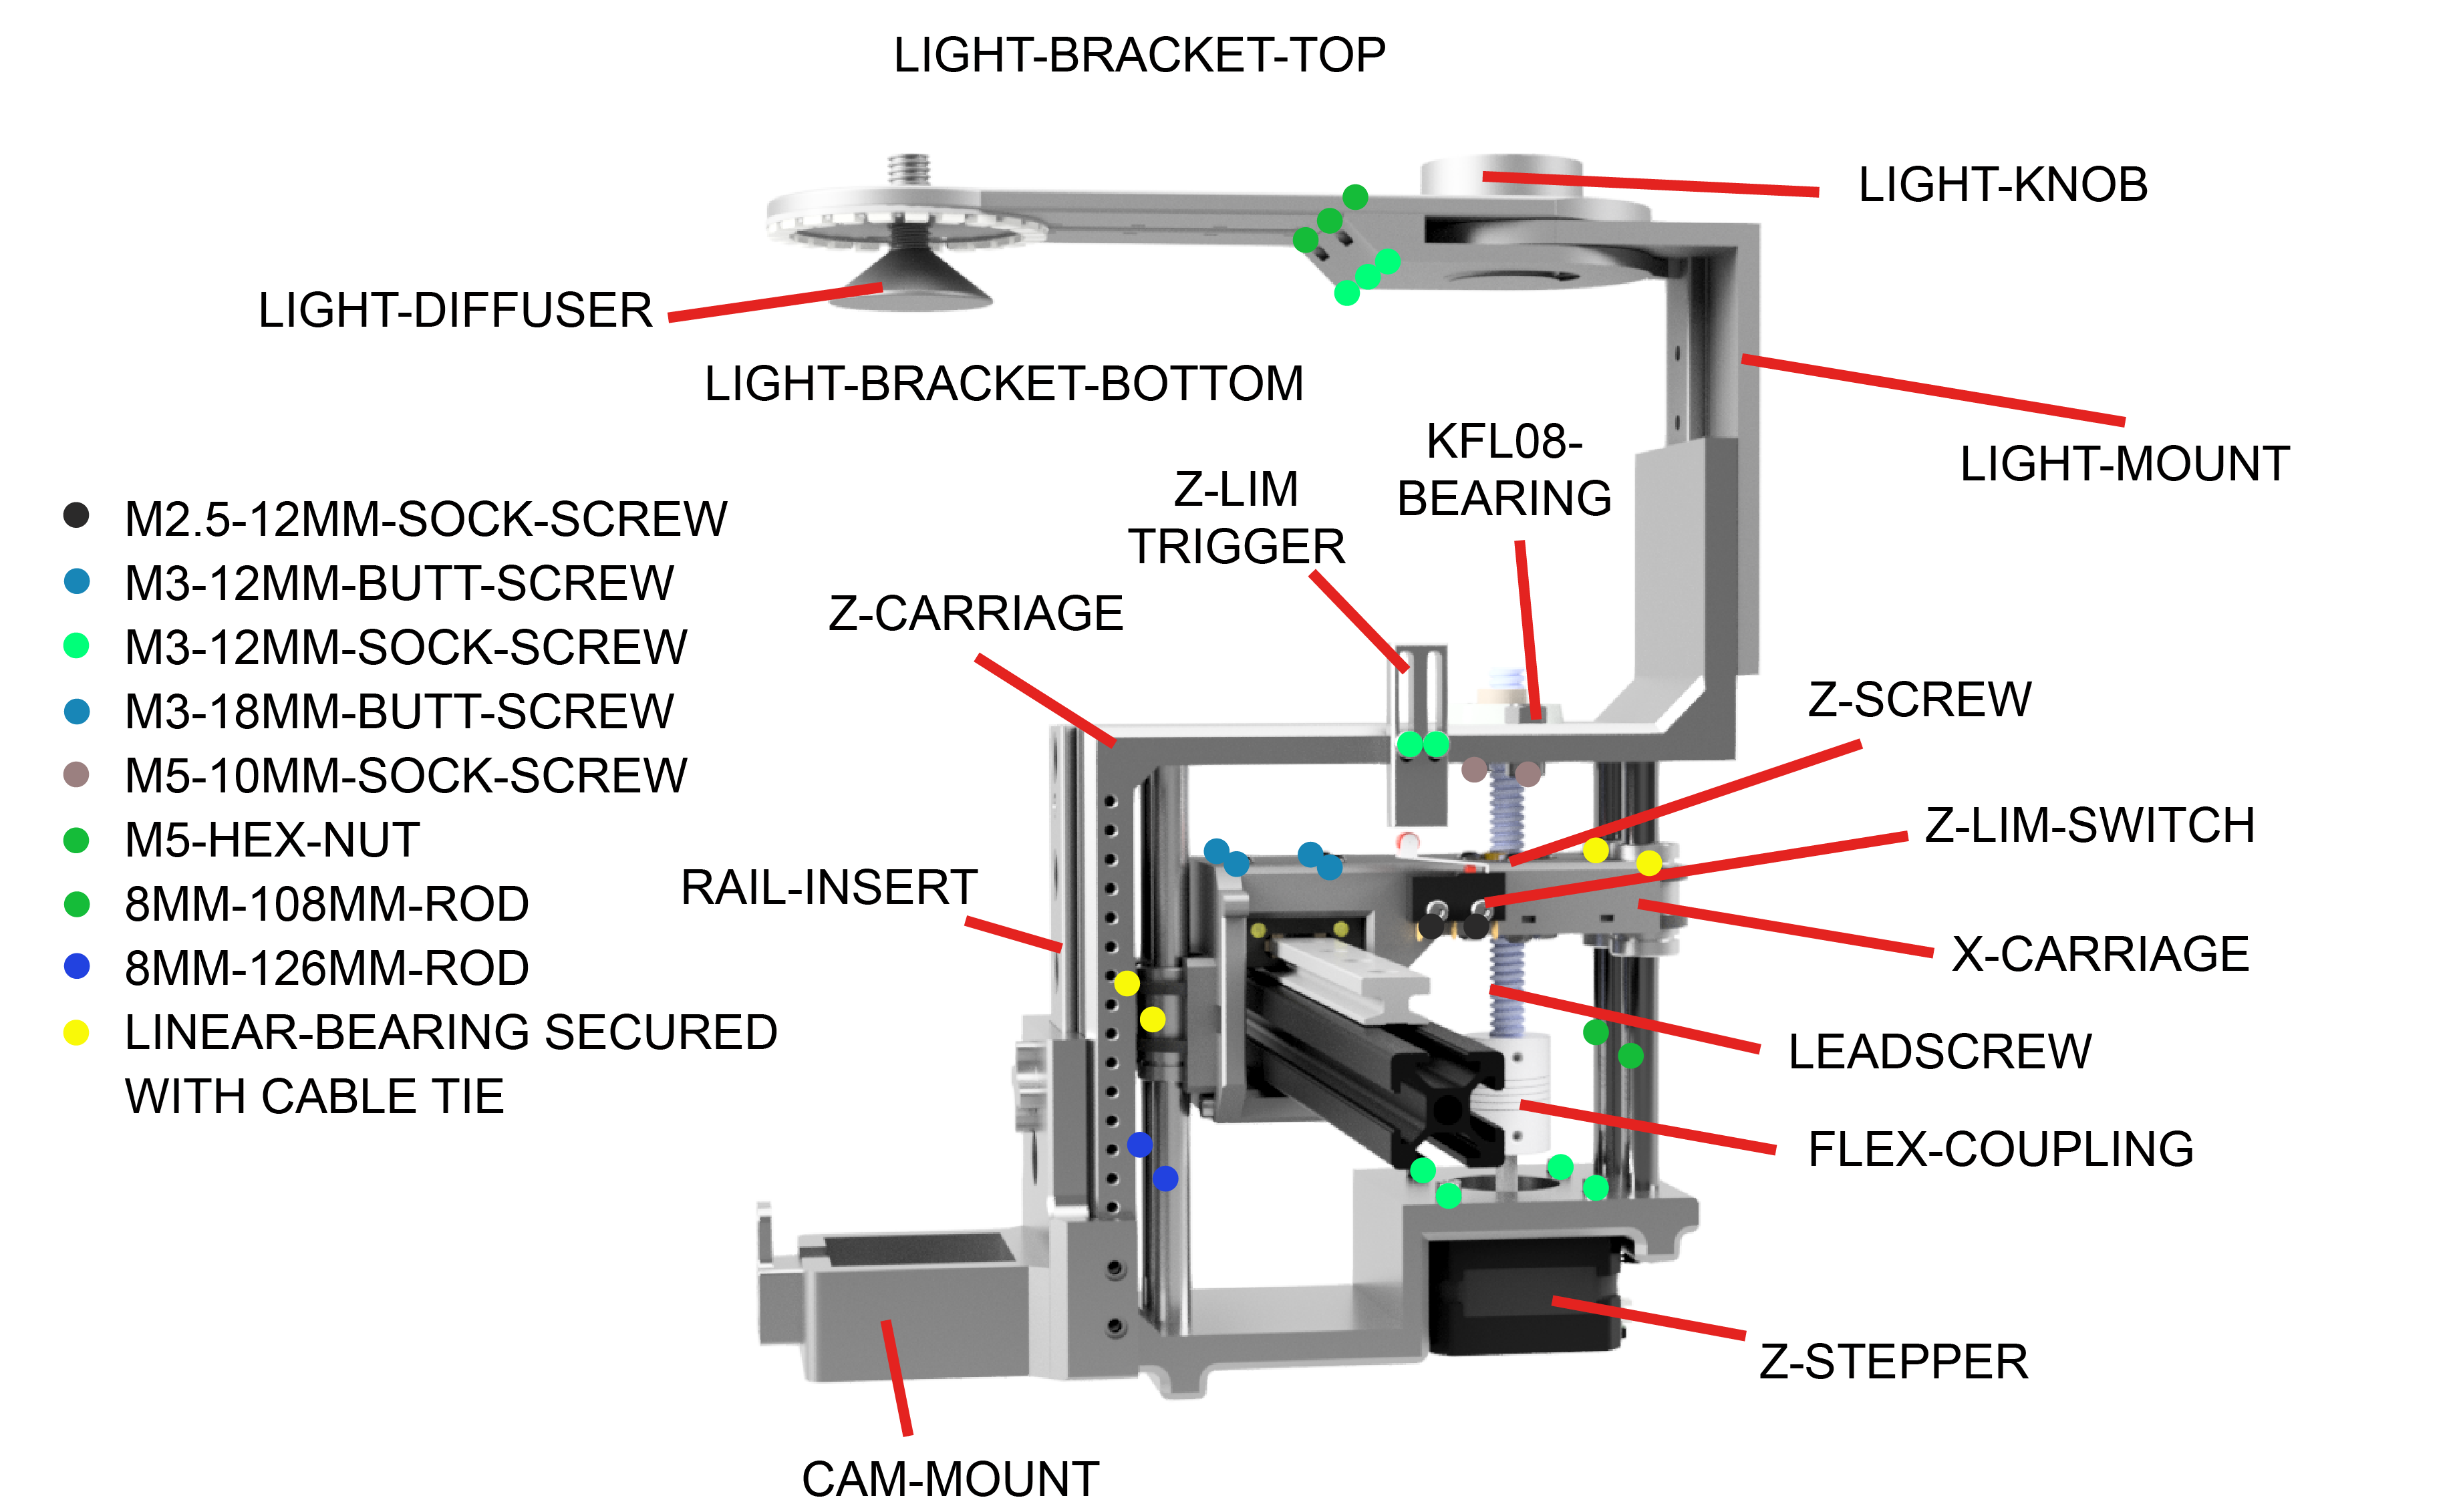 LIGHT-BRACKET-TOP
LIGHT-KNOB
LIGHT-DIFFUSER
LIGHT-BRACKET-BOTTOM
KFL08-
BEARING
LIGHT-MOUNT
Z-LIM
TRIGGER
M2.5-12MM-SOCK-SCREW
M3-12MM-BUTT-SCREW
M3-12MM-SOCK-SCREW
M3-18MM-BUTT-SCREW
M5-10MM-SOCK-SCREW
M5-HEX-NUT
8MM-108MM-ROD
8MM-126MM-ROD
LINEAR-BEARING SECURED
WITH CABLE TIE
Z-CARRIAGE
Z-SCREW
Z-LIM-SWITCH
RAIL-INSERT
X-CARRIAGE
LEADSCREW
FLEX-COUPLING
Z-STEPPER
CAM-MOUNT